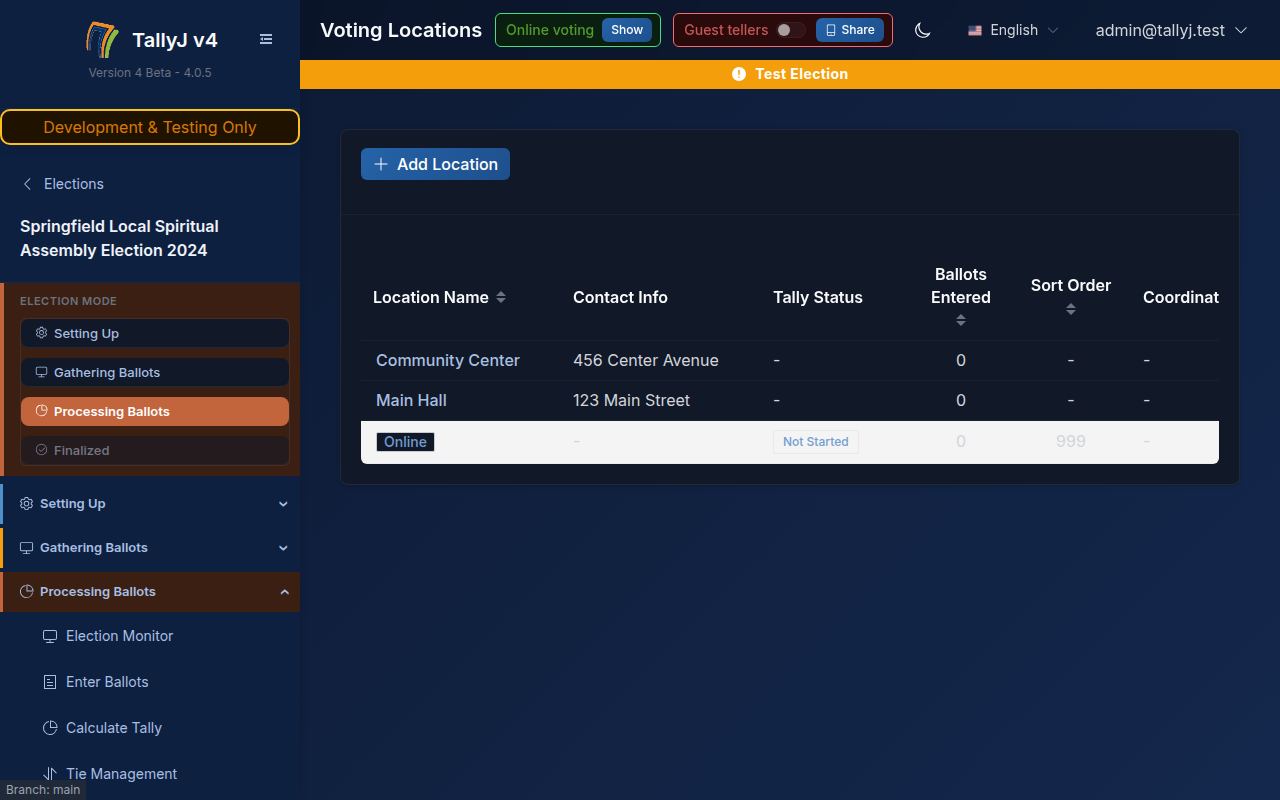 TallyJ v4
Version 4 Beta - 4.0.5
Development & Testing Only
Elections
Springfield Local Spiritual
Assembly Election 2024
ELECTION MODE
Setting Up
Gathering Ballots
Processing Ballots
Finalized
Setting Up
Gathering Ballots
Processing Ballots
Election Monitor
Enter Ballots
Calculate Tally
Tie Management
Branch: main
Voting Locations
Online voting Show
Guest tellers Share
English
admin@tallyj.test
Test Election
Add Location
Location Name Contact Info Tally Status Ballots Entered Sort Order Coordinat
Community Center 456 Center Avenue - 0 - -
Main Hall 123 Main Street - 0 - -
Online - Not Started 0 999 -